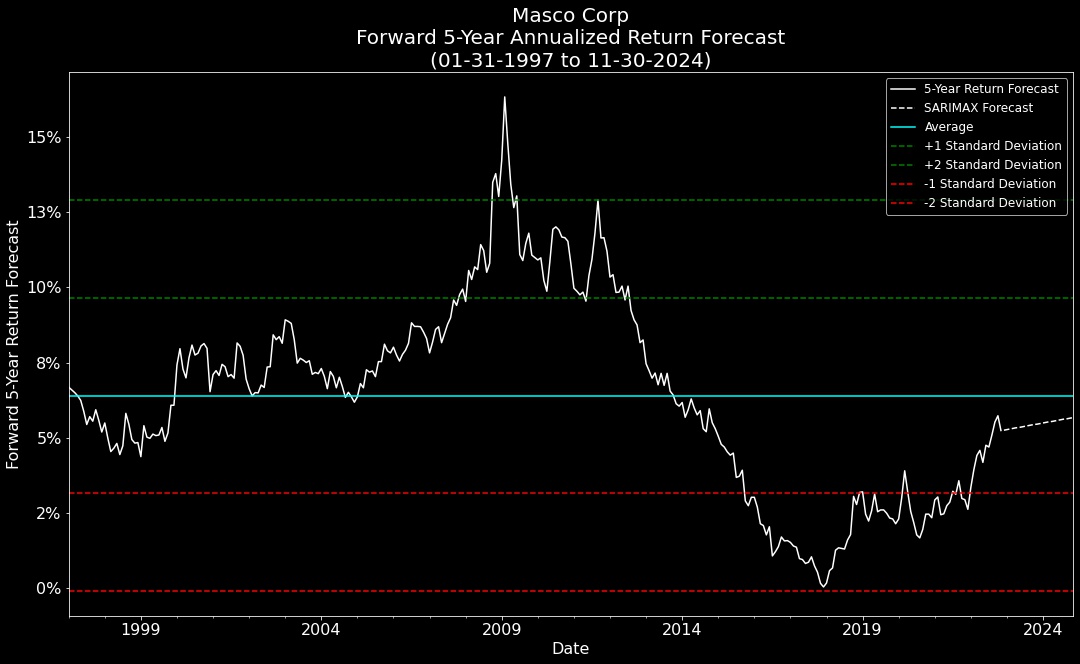 Masco Corp
Forward 5-Year Annualized Return Forecast
(01-31-1997 to 11-30-2024)
5-Year Return Forecast
SARIMAX Forecast
Average
+1 Standard Deviation
+2 Standard Deviation
-1 Standard Deviation
-2 Standard Deviation
Forward 5-Year Return Forecast
15%
13%
10%
8%
5%
2%
0%
1999 2004 2009 2014 2019 2024
Date